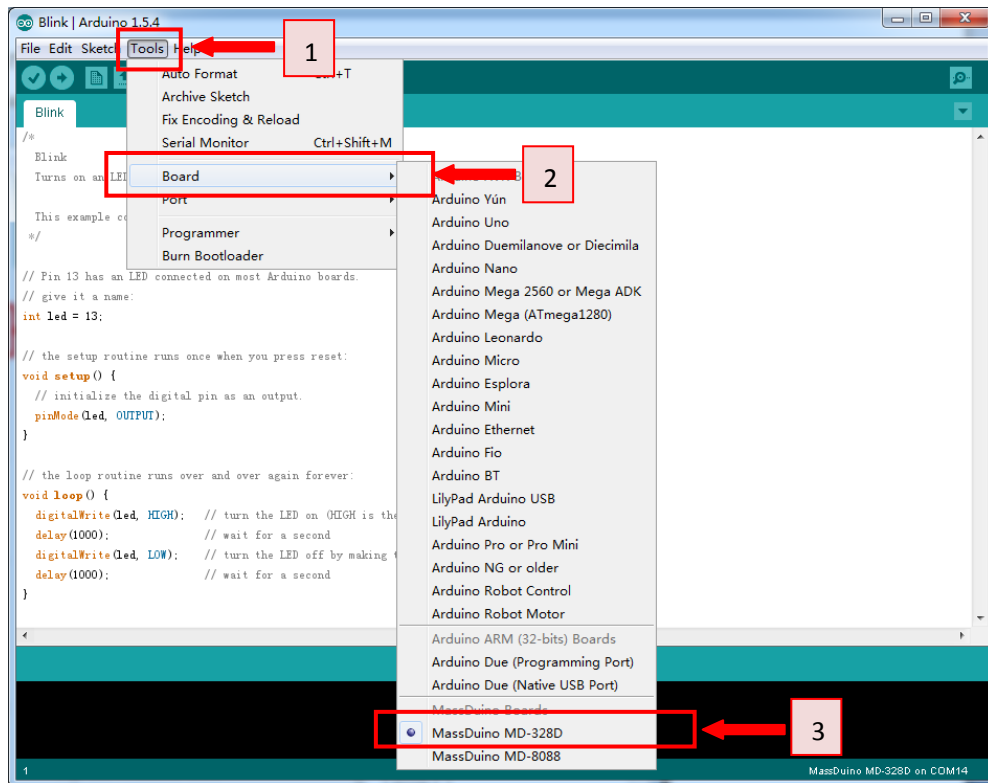 Blink | Arduino 1.5.4
File Edit Sketch Tools Help
1
Auto Format Ctrl+T
Archive Sketch
Fix Encoding & Reload
Serial Monitor Ctrl+Shift+M
Board
2
Port
Programmer
Burn Bootloader
Blink
/*
Blink
Turns on an LED
This example
*/
// Pin 13 has an LED connected on most Arduino boards.
// give it a name:
int led = 13;
// the setup routine runs once when you press reset:
void setup() {
// initialize the digital pin as an output.
pinMode(led, OUTPUT);
}
// the loop routine runs over and over again forever:
void loop() {
digitalWrite(led, HIGH); // turn the LED on (HIGH is the
delay(1000); // wait for a second
digitalWrite(led, LOW); // turn the LED off by making
delay(1000); // wait for a second
}
Arduino Yún
Arduino Uno
Arduino Duemilanove or Diecimila
Arduino Nano
Arduino Mega 2560 or Mega ADK
Arduino Mega (ATmega1280)
Arduino Leonardo
Arduino Micro
Arduino Esplora
Arduino Mini
Arduino Ethernet
Arduino Fio
Arduino BT
LilyPad Arduino USB
LilyPad Arduino
Arduino Pro or Pro Mini
Arduino NG or older
Arduino Robot Control
Arduino Robot Motor
Arduino ARM (32-bits) Boards
Arduino Due (Programming Port)
Arduino Due (Native USB Port)
MassDuino Boards
MassDuino MD-328D
3
MassDuino MD-8088
1
MassDuino MD-328D on COM14